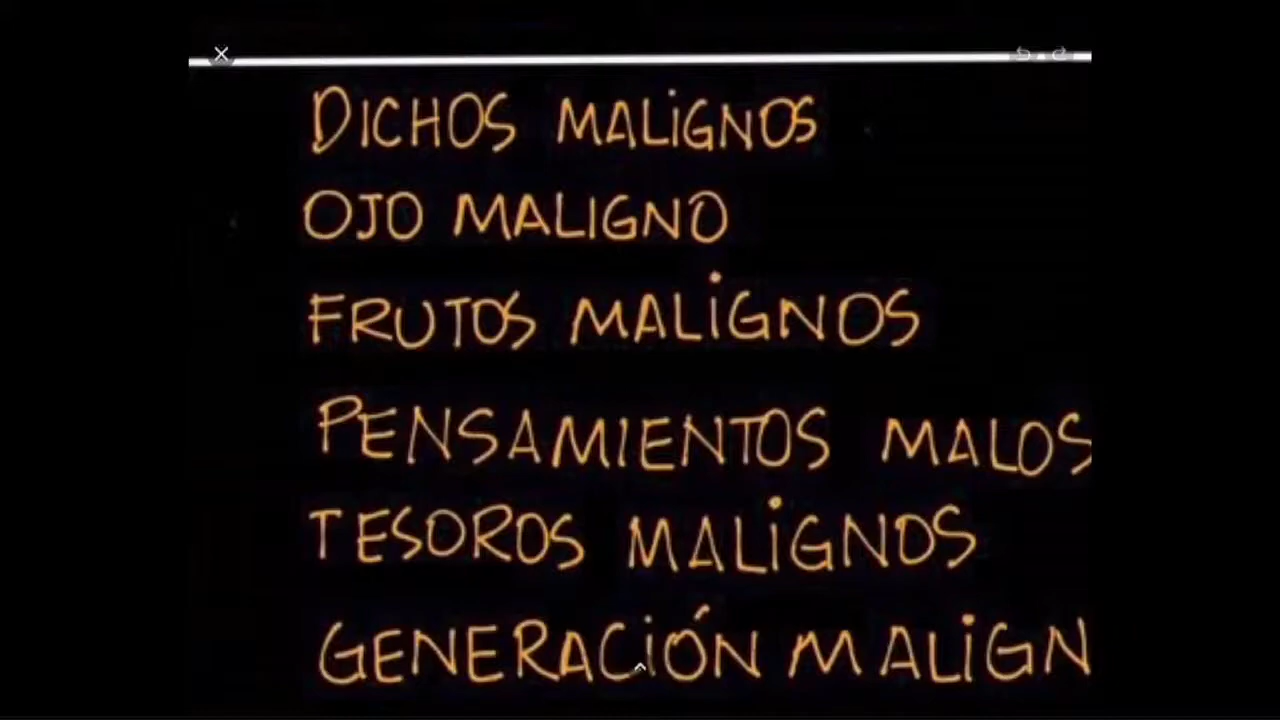 DICHOS MALiGNOS
OJO MALIGNO
FRUTOS MALiGNOS
PENSAMIENTOS MALOS
TESOROS MALiGNOS
GENERACiÓN MALiGN